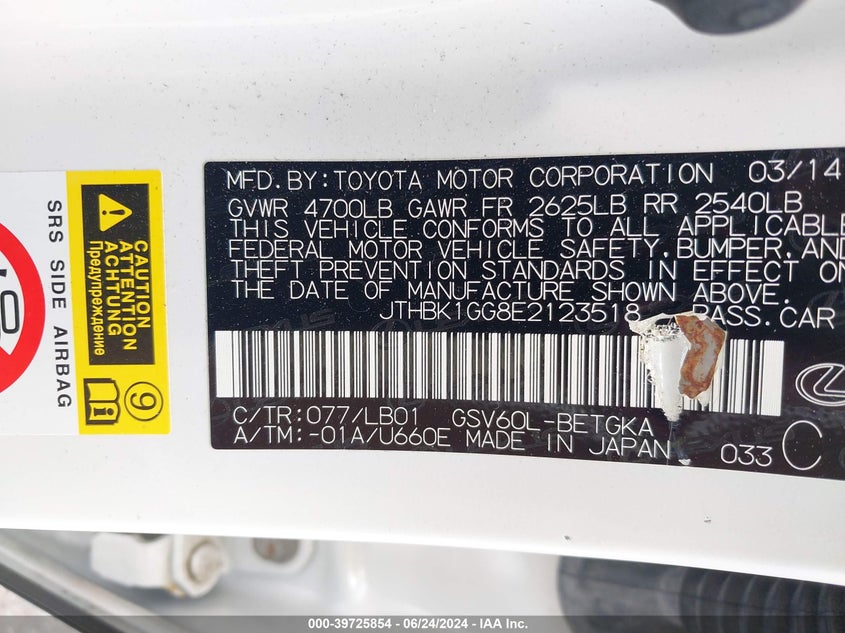 MFD.BY:TOYOTA MOTOR CORPORATION 03/14
GVWR 4700LB GAWR FR 2625LB RR 2540LB
THIS VEHICLE CONFORMS TO ALL APPLICABLE
FEDERAL MOTOR VEHICLE SAFETY,BUMPER,AND
THEFT PREVENTION STANDARDS IN EFFECT ON
THE DATE OF MANUFACTURE SHOWN ABOVE.
JTHBK1GG8E2123518 PASS.CAR
C/TR:077/LB01 GSV60L-BETGKA
A/TM:-01A/U660E MADE IN JAPAN
033 C
SRS SIDE AIRBAG
CAUTION
ATTENTION
ACHTUNG
Предупреждение
9
000-39725854 - 06/24/2024 - IAA Inc.